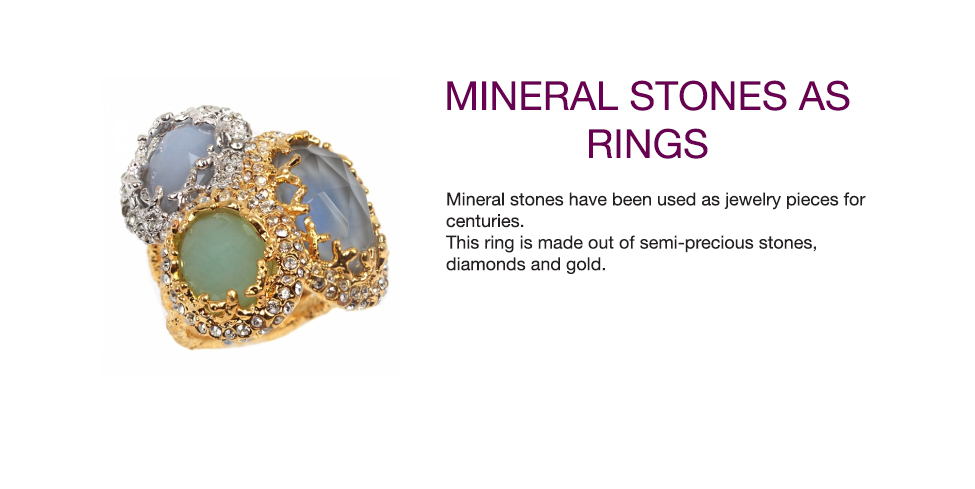 MINERAL STONES AS
RINGS
Mineral stones have been used as jewelry pieces for
centuries.
This ring is made out of semi-precious stones,
diamonds and gold.